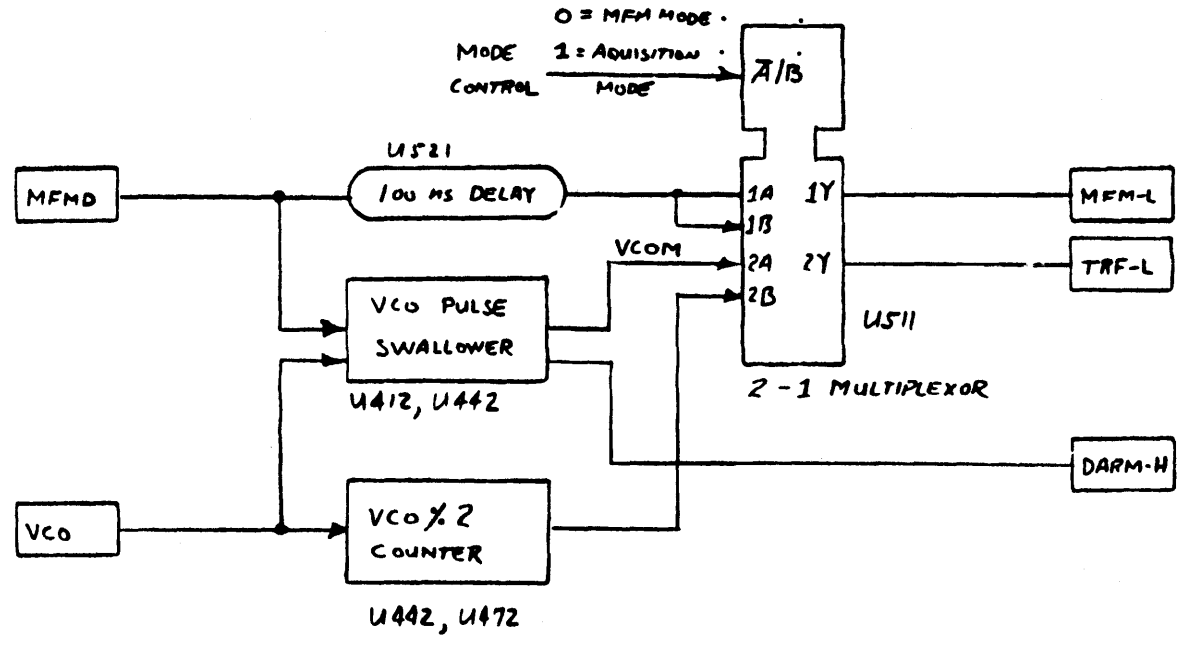 0 = MFM MODE
MODE 1 = AQUISITION
CONTROL MODE
A̅/B
U521
MFMD
100 ns DELAY
1A 1Y
MFM-L
1B
VCOM
2A 2Y
TRF-L
2B
VCO PULSE
SWALLOWER
U511
U412, U442
2-1 MULTIPLEXOR
DARM-H
VCO
VCO % 2
COUNTER
U442, U472